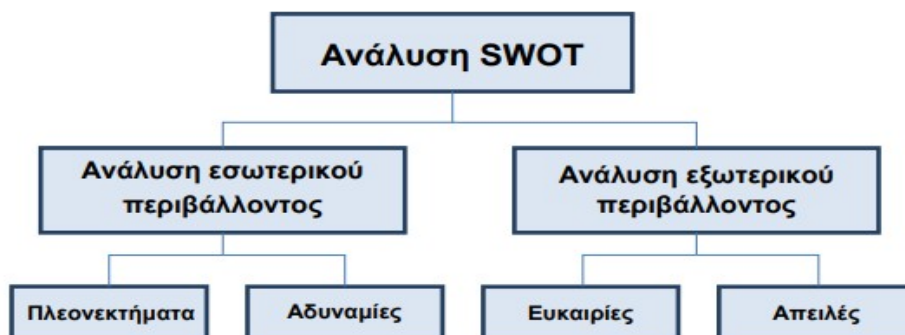 Ανάλυση SWOT
Ανάλυση εσωτερικού
περιβάλλοντος
Ανάλυση εξωτερικού
περιβάλλοντος
Πλεονεκτήματα
Αδυναμίες
Ευκαιρίες
Απειλές